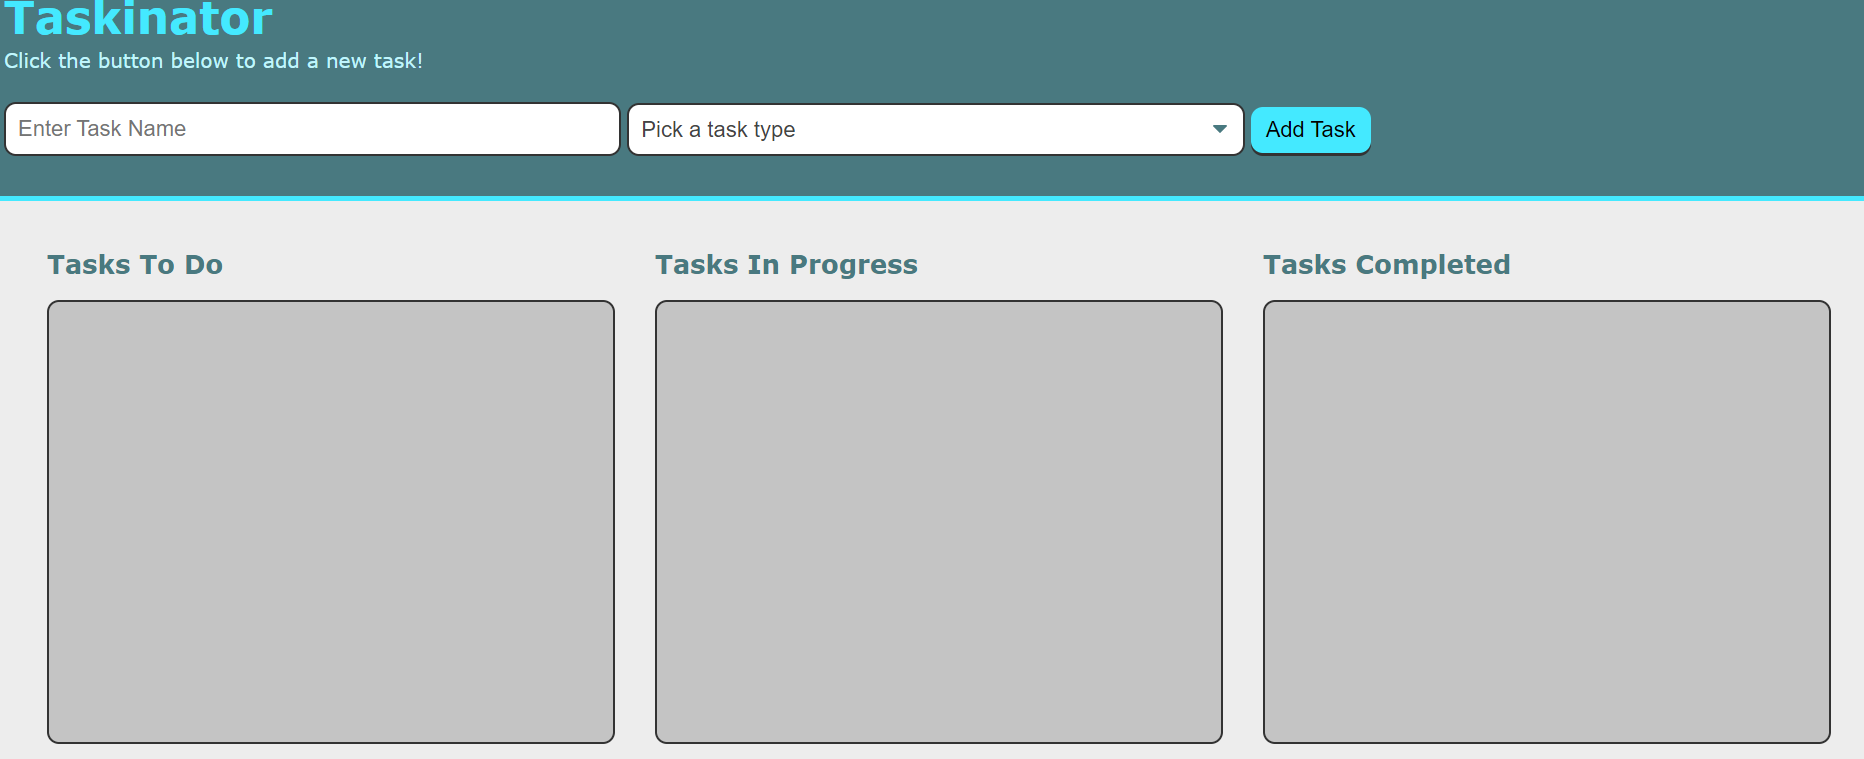 Taskinator
Click the button below to add a new task!
Enter Task Name
Pick a task type
Add Task
Tasks To Do
Tasks In Progress
Tasks Completed